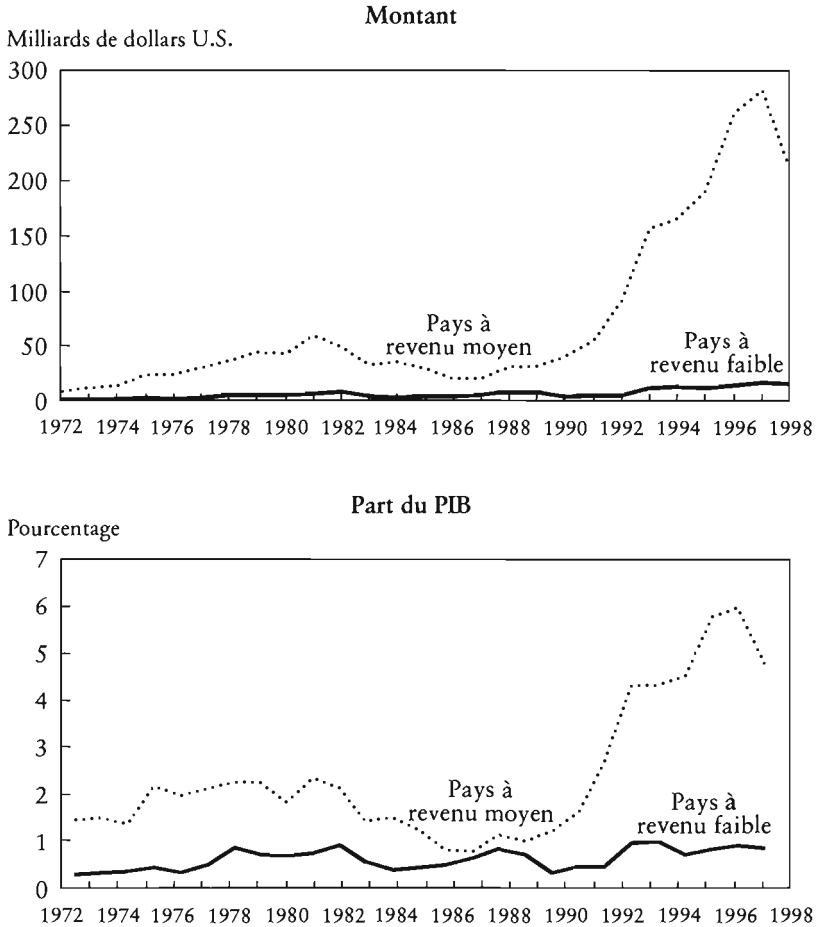 Montant
Milliards de dollars U.S.
300
250
200
150
100
50
0
Pays à
revenu moyen
Pays à
revenu faible
1972 1974 1976 1978 1980 1982 1984 1986 1988 1990 1992 1994 1996 1998
Part du PIB
Pourcentage
7
6
5
4
3
2
1
0
Pays à
revenu moyen
Pays à
revenu faible
1972 1974 1976 1978 1980 1982 1984 1986 1988 1990 1992 1994 1996 1998